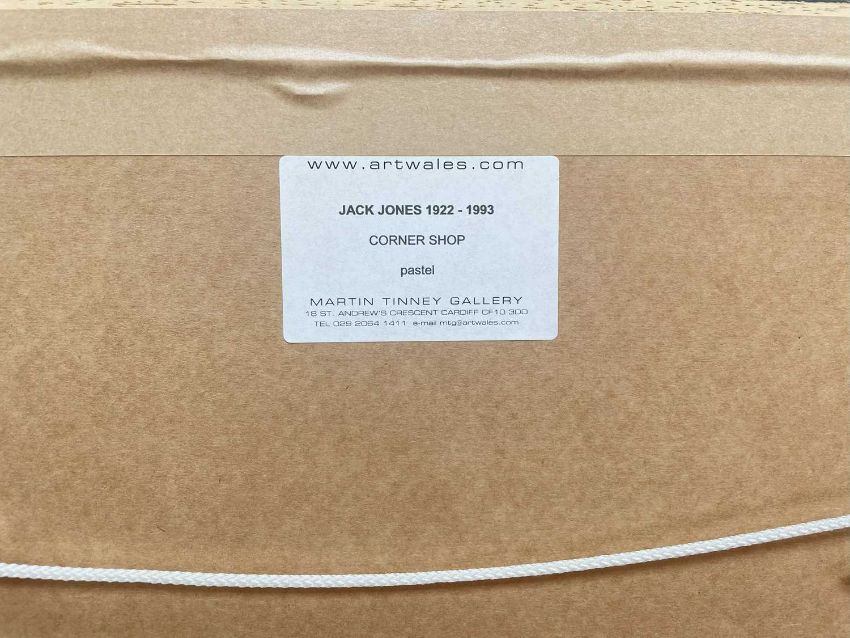 www.artwales.com
JACK JONES 1922 - 1993
CORNER SHOP
pastel
MARTIN TINNEY GALLERY
18 ST. ANDREW'S CRESCENT CARDIFF CF10 3DD
TEL 029 2064 1411 e-mail mtg@artwales.com